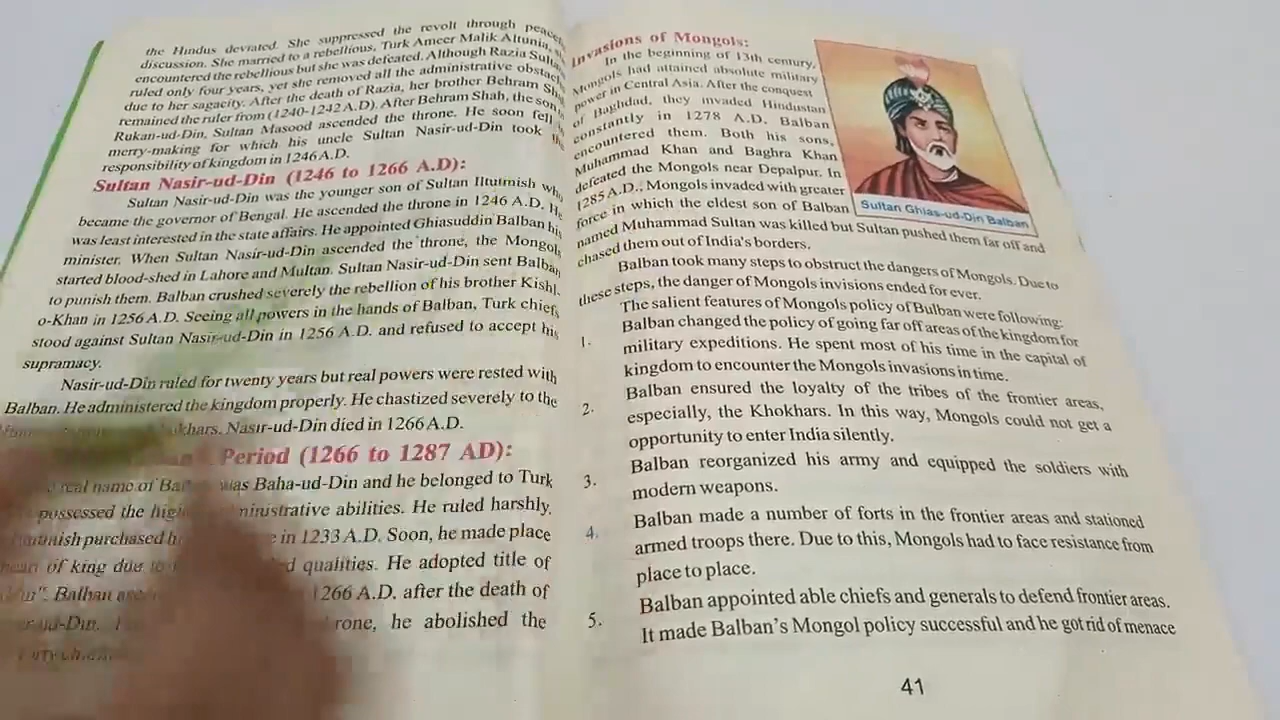 the Hindus deviated. She suppressed the revolt through
discussion. She married to a rebellious, Turk Ameer Malik Altunia,
encountered the rebellious but she was defeated. Although Razia
ruled only four years, yet she removed all the administrative
due to her sagacity. After the death of Razia, her brother Behram
remained the ruler from (1240-1242 A.D). After Behram Shah, the
Rukan-ud-Din, Sultan Masood ascended the throne. He soon fell
merry-making for which his uncle Sultan Nasir-ud-Din took
responsibility of kingdom in 1246 A.D.
Sultan Nasir-ud-Din (1246 to 1266 A.D):
Sultan Nasir-ud-Din was the younger son of Sultan Iltutmish
became the governor of Bengal. He ascended the throne in 1246 A.D. He
was least interested in the state affairs. He appointed Ghiasuddin Balban his
minister. When Sultan Nasir-ud-Din ascended the throne, the
started blood-shed in Lahore and Multan. Sultan Nasir-ud-Din sent Balban
to punish them. Balban crushed severely the rebellion of his brother
o-Khan in 1256 A.D. Seeing all powers in the hands of Balban, Turk chiefs
stood against Sultan Nasir-ud-Din in 1256 A.D. and refused to accept his
supramacy.
Nasir-ud-Din ruled for twenty years but real powers were rested with
Balban. He administered the kingdom properly. He chastized severely to the
Nasir-ud-Din died in 1266 A.D.
Period (1266 to 1287 AD):
real name of was Baha-ud-Din and he belonged to Turk
possessed the abilities. He ruled harshly.
purchased in 1233 A.D. Soon, he made place
of king due to qualities. He adopted title of
Balban 1266 A.D. after the death of
he abolished the
Invasions of Mongols:
In the beginning of 13th century,
Mongols had attained absolute military
power in Central Asia. After the conquest
of Baghdad, they invaded Hindustan
constantly in 1278 A.D. Balban
encountered them. Both his sons,
Muhammad Khan and Baghra Khan
defeated the Mongols near Depalpur. In
1285 A.D., Mongols invaded with greater
force in which the eldest son of Balban
named Muhammad Sultan was killed but Sultan pushed them far off and
chased them out of India's borders.
Sultan Ghias-ud-Din Balban
Balban took many steps to obstruct the dangers of Mongols. Due to
these steps, the danger of Mongols invisions ended for ever.
The salient features of Mongols policy of Bulban were following:
1. Balban changed the policy of going far off areas of the kingdom for
military expeditions. He spent most of his time in the capital of
kingdom to encounter the Mongols invasions in time.
2. Balban ensured the loyalty of the tribes of the frontier areas,
especially, the Khokhars. In this way, Mongols could not get a
opportunity to enter India silently.
3. Balban reorganized his army and equipped the soldiers with
modern weapons.
4. Balban made a number of forts in the frontier areas and stationed
armed troops there. Due to this, Mongols had to face resistance from
place to place.
5. Balban appointed able chiefs and generals to defend frontier areas.
It made Balban's Mongol policy successful and he got rid of menace
41